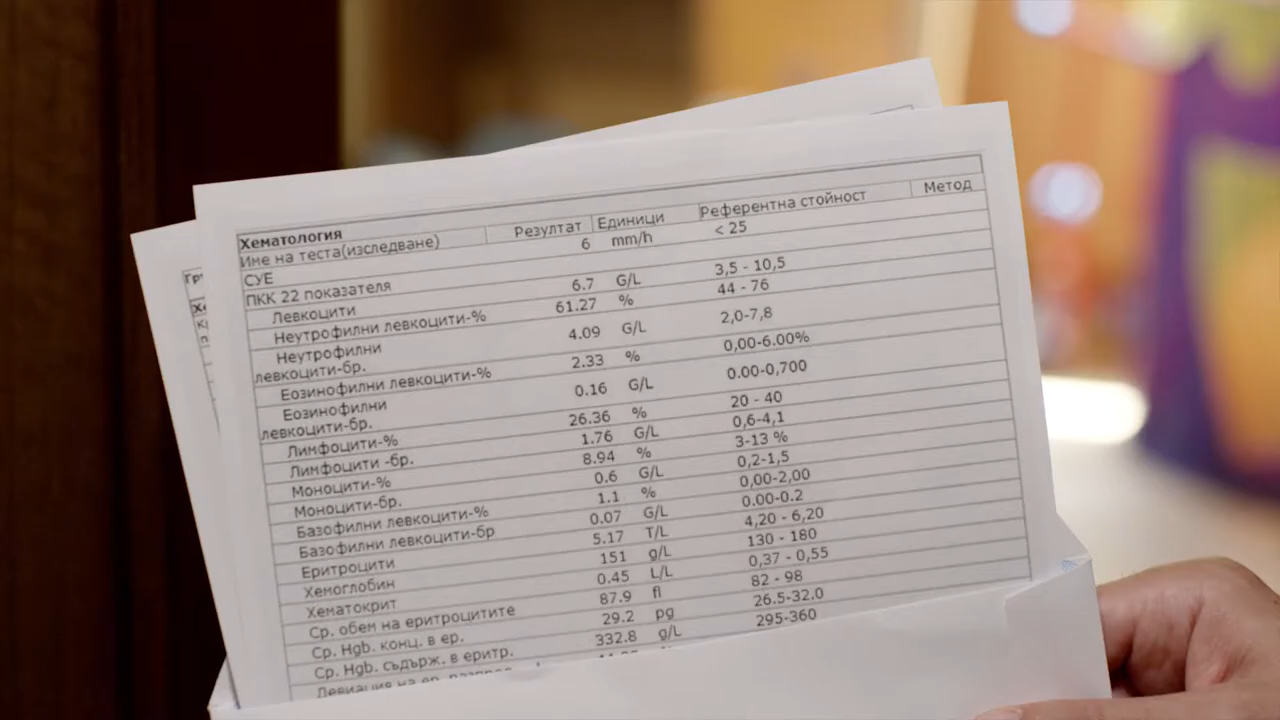 Хематология
Име на теста(изследване) Резултат Единици Референтна стойност Метод
СУЕ 6 mm/h < 25
ПКК 22 показателя
Левкоцити 6.7 G/L 3,5 - 10,5
Неутрофилни левкоцити-% 61.27 % 44 - 76
Неутрофилни
левкоцити-бр. 4.09 G/L 2,0-7,8
Еозинофилни левкоцити-% 2.33 % 0,00-6.00%
Еозинофилни
левкоцити-бр. 0.16 G/L 0.00-0,700
Лимфоцити-% 26.36 % 20 - 40
Лимфоцити -бр. 1.76 G/L 0,6-4,1
Моноцити-% 8.94 % 3-13 %
Моноцити-бр. 0.6 G/L 0,2-1,5
Базофилни левкоцити-% 1.1 % 0,00-2,00
Базофилни левкоцити-бр 0.07 G/L 0.00-0.2
Еритроцити 5.17 T/L 4,20 - 6,20
Хемоглобин 151 g/L 130 - 180
Хематокрит 0.45 L/L 0,37 - 0,55
Ср. обем на еритроцитите 87.9 fl 82 - 98
Ср. Hgb. конц. в ер. 29.2 pg 26.5-32.0
Ср. Hgb. съдърж. в еритр. 332.8 g/L 295-360